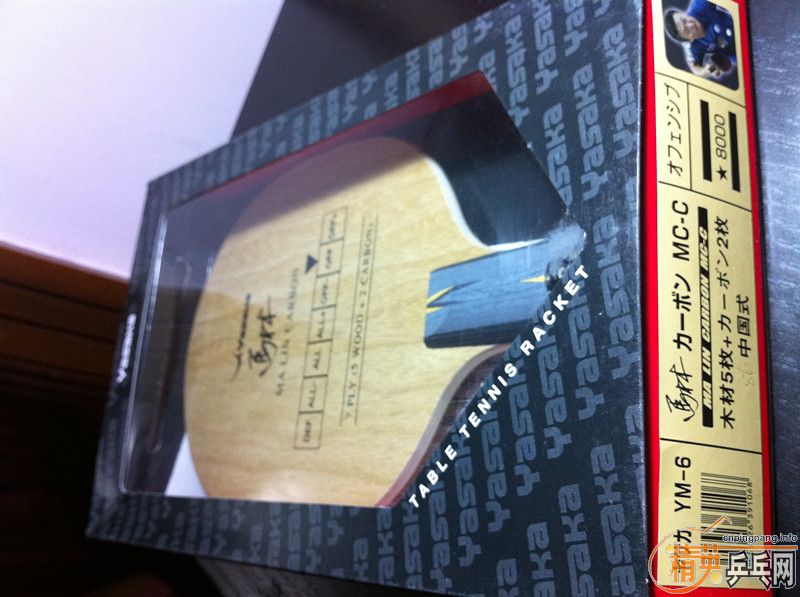 yasaka
TABLE TENNIS RACKET
馬林
MA LIN CARBON
DEF ALL- ALL ALL+ OFF- OFF OFF+
7 PLY (5 WOOD + 2 CARBON)
オフェンシブ
★ 8000
馬林 カーボン MC-C
MA LIN CARBON MC-C
木材5枚+カーボン2枚
中国式
YM-6
cnpingpang.info
精英乒乓网